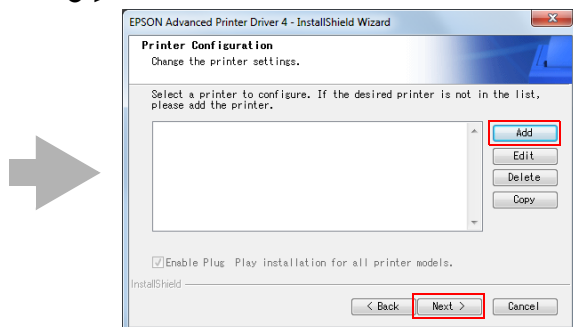 EPSON Advanced Printer Driver 4 - InstallShield Wizard
Printer Configuration
Change the printer settings.
Select a printer to configure. If the desired printer is not in the list,
please add the printer.
Add
Edit
Delete
Copy
Enable Plug Play installation for all printer models.
InstallShield
< Back
Next >
Cancel